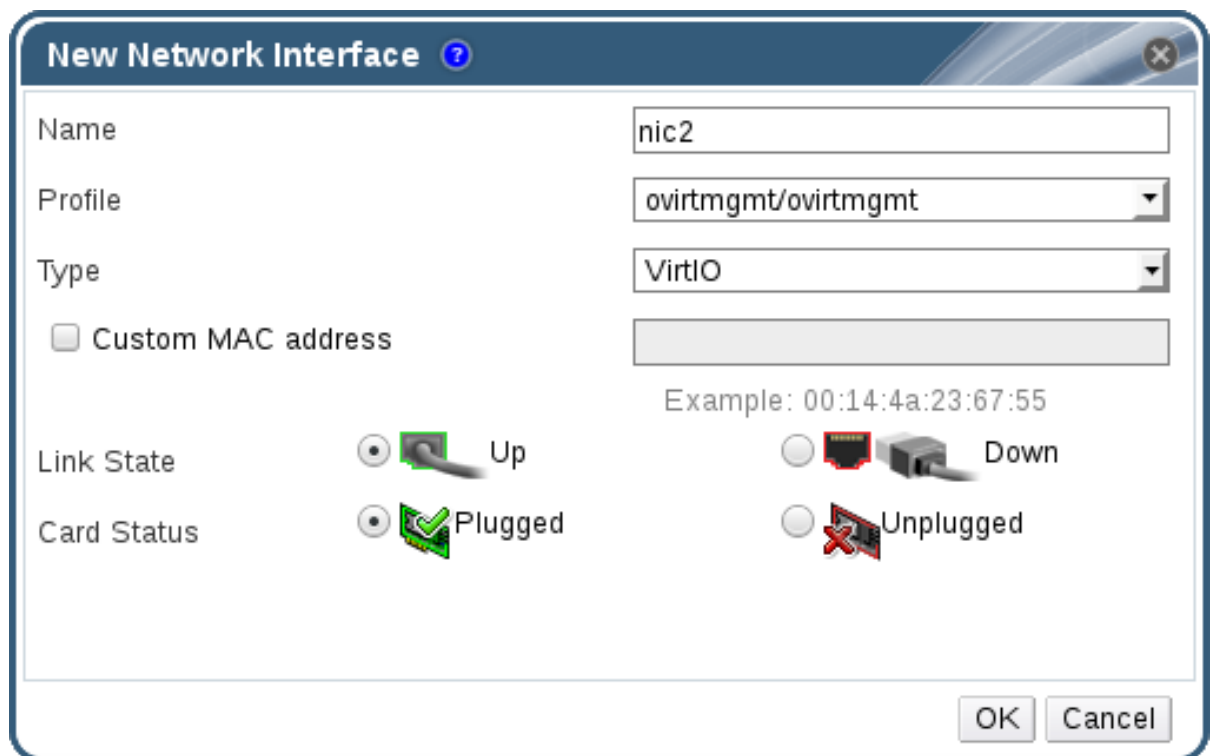 New Network Interface ?
Name nic2
Profile ovirtmgmt/ovirtmgmt
Type VirtIO
Custom MAC address
Example: 00:14:4a:23:67:55
Link State Up Down
Card Status Plugged Unplugged
OK Cancel